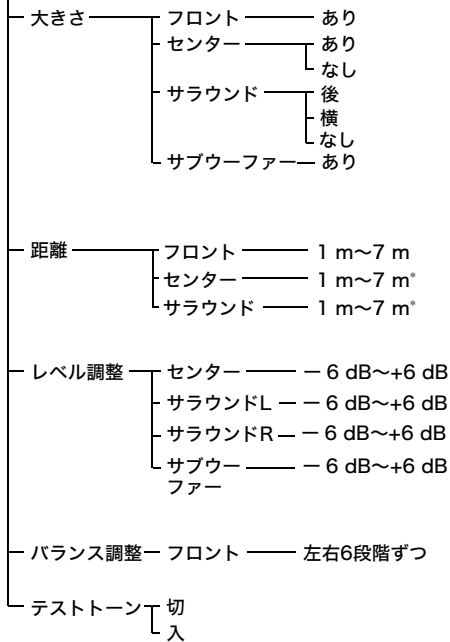 大きさ フロント あり
センター あり
なし
サラウンド 後
横
なし
サブウーファー あり
距離 フロント 1 m〜7 m
センター 1 m〜7 m*
サラウンド 1 m〜7 m*
レベル調整 センター − 6 dB〜+6 dB
サラウンドL − 6 dB〜+6 dB
サラウンドR − 6 dB〜+6 dB
サブウー − 6 dB〜+6 dB
ファー
バランス調整 フロント 左右6段階ずつ
テストトーン 切
入